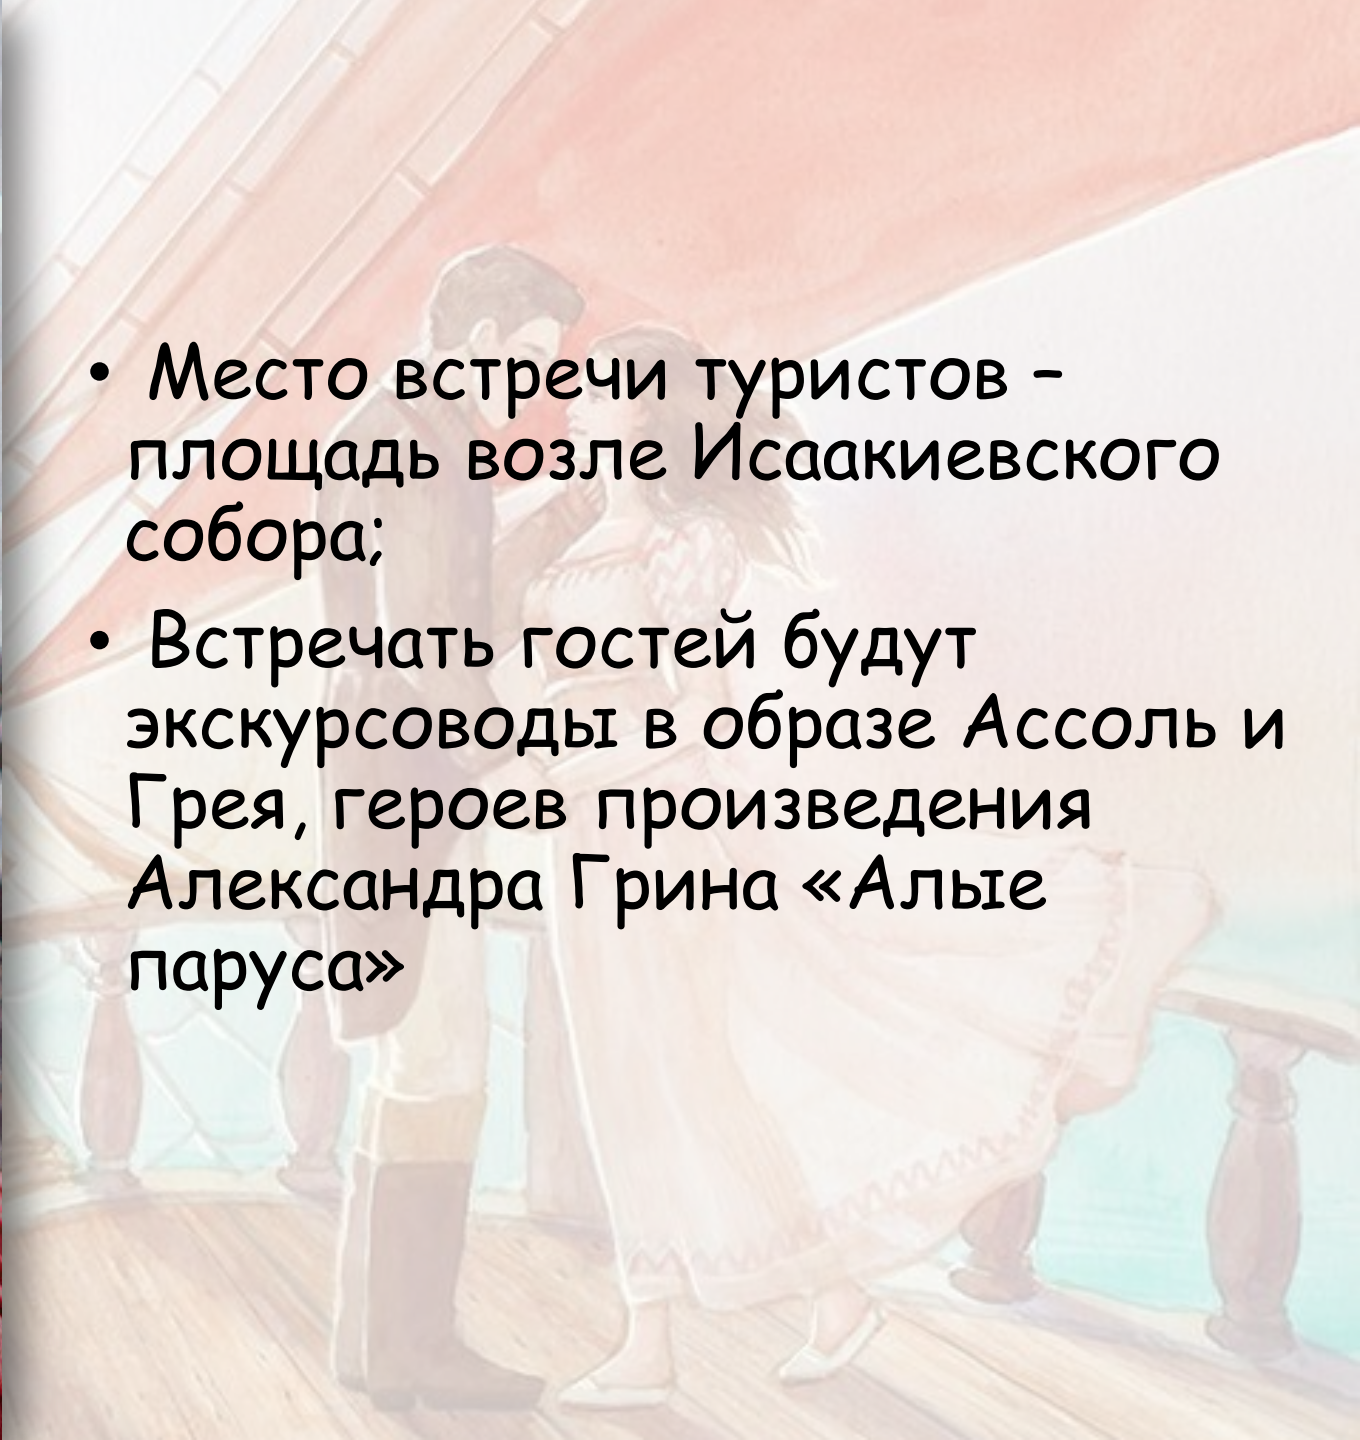 • Место встречи туристов –
площадь возле Исаакиевского
собора;
• Встречать гостей будут
экскурсоводы в образе Ассоль и
Грея, героев произведения
Александра Грина «Алые
паруса»